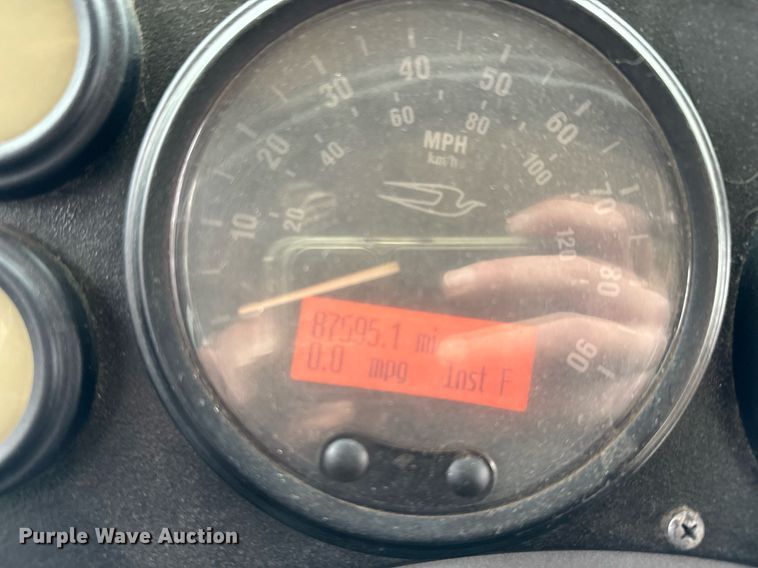 10 20 30 40 50 60 70 80 90
20 40 60 80 100 120
MPH
km/h
87595.1 mi
0.0 mpg Inst F
Purple Wave Auction